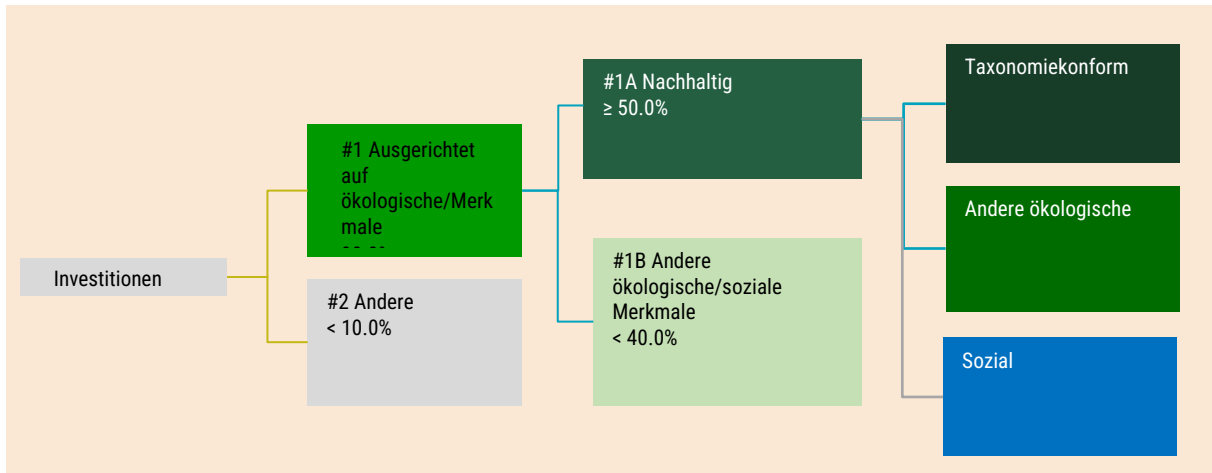 Investitionen
#1 Ausgerichtet
auf
ökologische/Merk
male
#2 Andere
< 10.0%
#1A Nachhaltig
≥ 50.0%
#1B Andere
ökologische/soziale
Merkmale
< 40.0%
Taxonomiekonform
Andere ökologische
Sozial